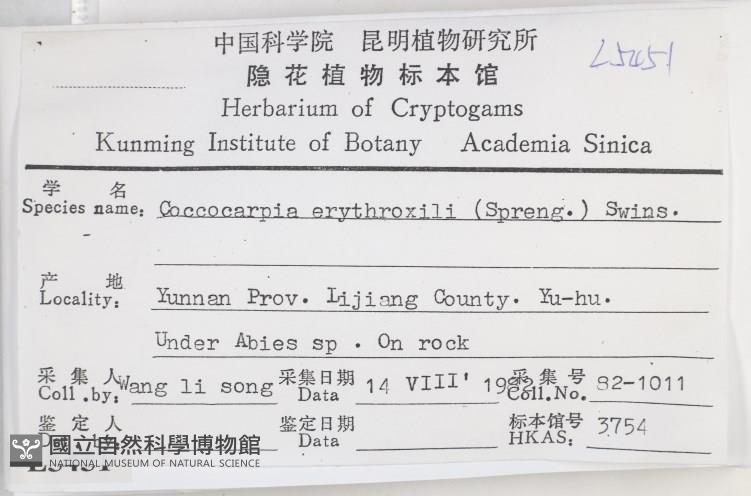 中国科学院 昆明植物研究所
L5451
隐花植物标本馆
Herbarium of Cryptogams
Kunming Institute of Botany Academia Sinica
学名
Species name: Coccocarpia erythroxili (Spreng.) Swins.
产地
Locality: Yunnan Prov. Lijiang County. Yu-hu.
Under Abies sp . On rock
采集人 采集日期 采集号
Coll .by: Wang li song Data 14 VIII' 1982 Coll.No. 82-1011
鉴定人 鉴定日期 标本馆号
Data HKAS: 3754
國立自然科學博物館
NATIONAL MUSEUM OF NATURAL SCIENCE